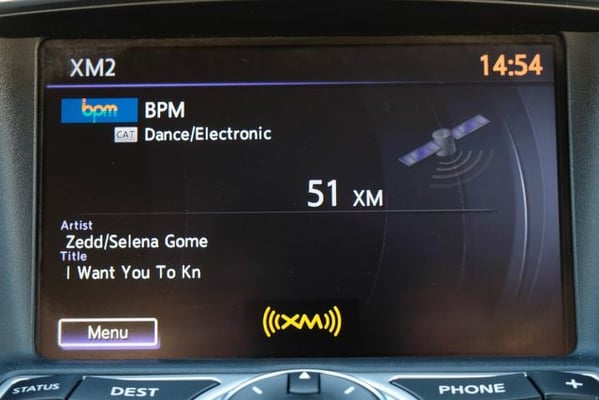 XM2
14:54
bpm
BPM
CAT
Dance/Electronic
51 XM
Artist
Zedd/Selena Gome
Title
I Want You To Kn
Menu
((XM))
STATUS
DEST
PHONE
+